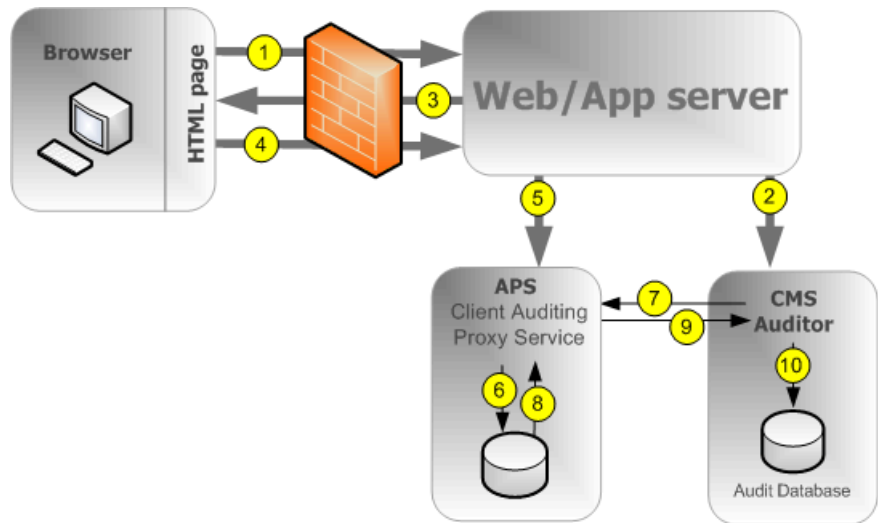 Browser
HTML page
1
3
4
Web/App server
5
2
APS
Client Auditing
Proxy Service
6
8
7
9
CMS
Auditor
10
Audit Database